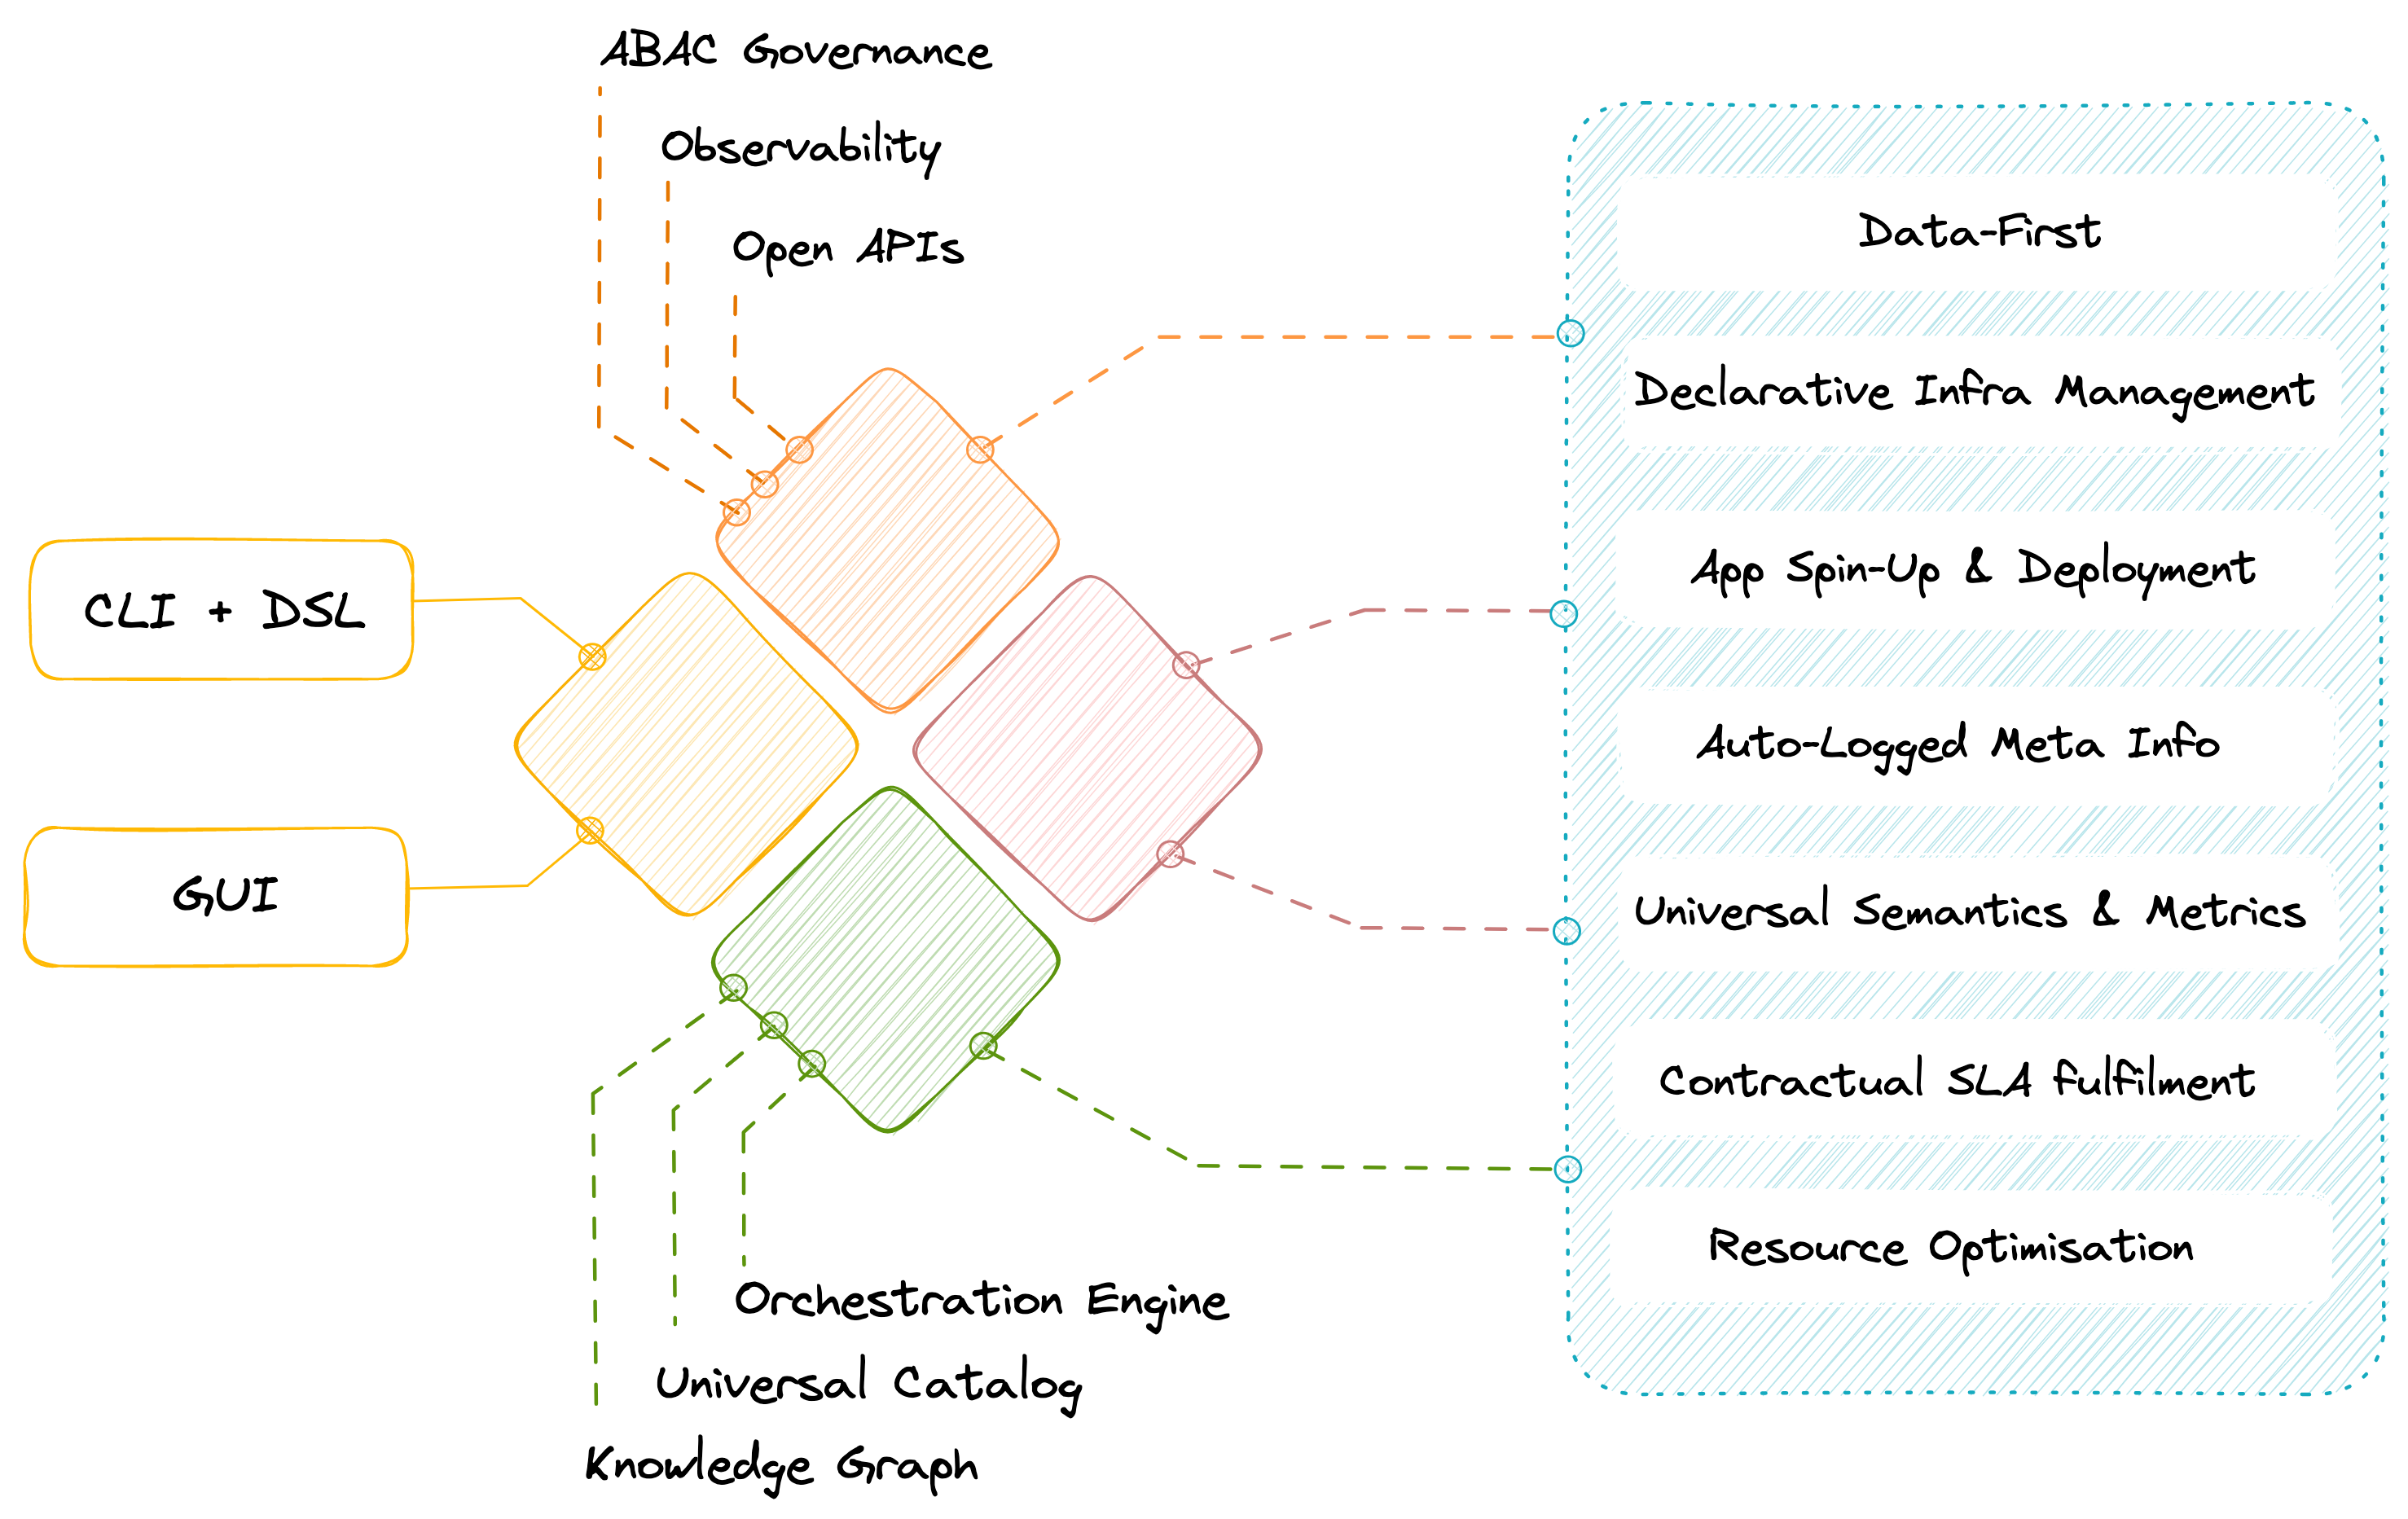 ABAC Governance
Observability
Open APIs
CLI + DSL
GUI
Orchestration Engine
Universal Catalog
Knowledge Graph
Data-First
Declarative Infra Management
App Spin-Up & Deployment
Auto-Logged Meta Info
Universal Semantics & Metrics
Contractual SLA fulfilment
Resource Optimisation